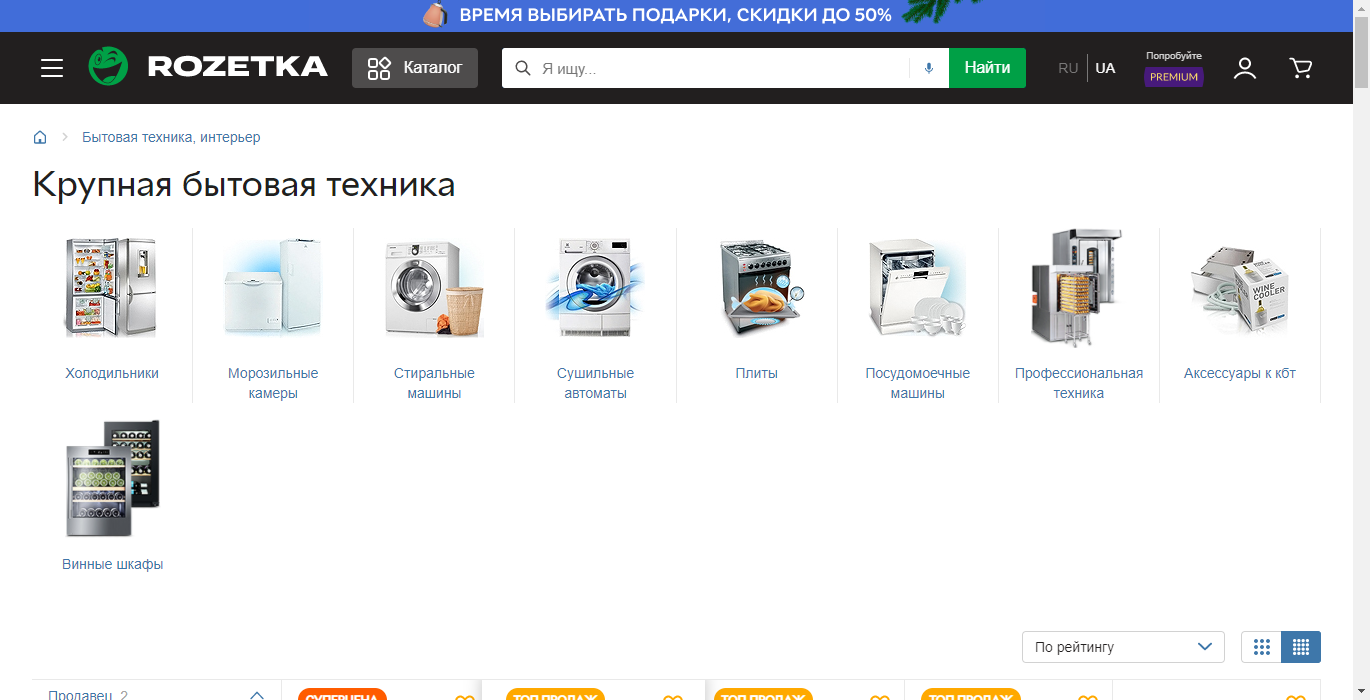 ВРЕМЯ ВЫБИРАТЬ ПОДАРКИ, СКИДКИ ДО 50%
ROZETKA
Каталог
Я ищу...
Найти
RU
UA
Попробуйте
PREMIUM
Бытовая техника, интерьер
Крупная бытовая техника
WINE
COOLER
Холодильники
Морозильные
камеры
Стиральные
машины
Сушильные
автоматы
Плиты
Посудомоечные
машины
Профессиональная
техника
Аксессуары к кбт
Винные шкафы
По рейтингу
Продавец 2
СУПЕРЦЕНА
ТОП ПРОДАЖ
ТОП ПРОДАЖ
ТОП ПРОДАЖ